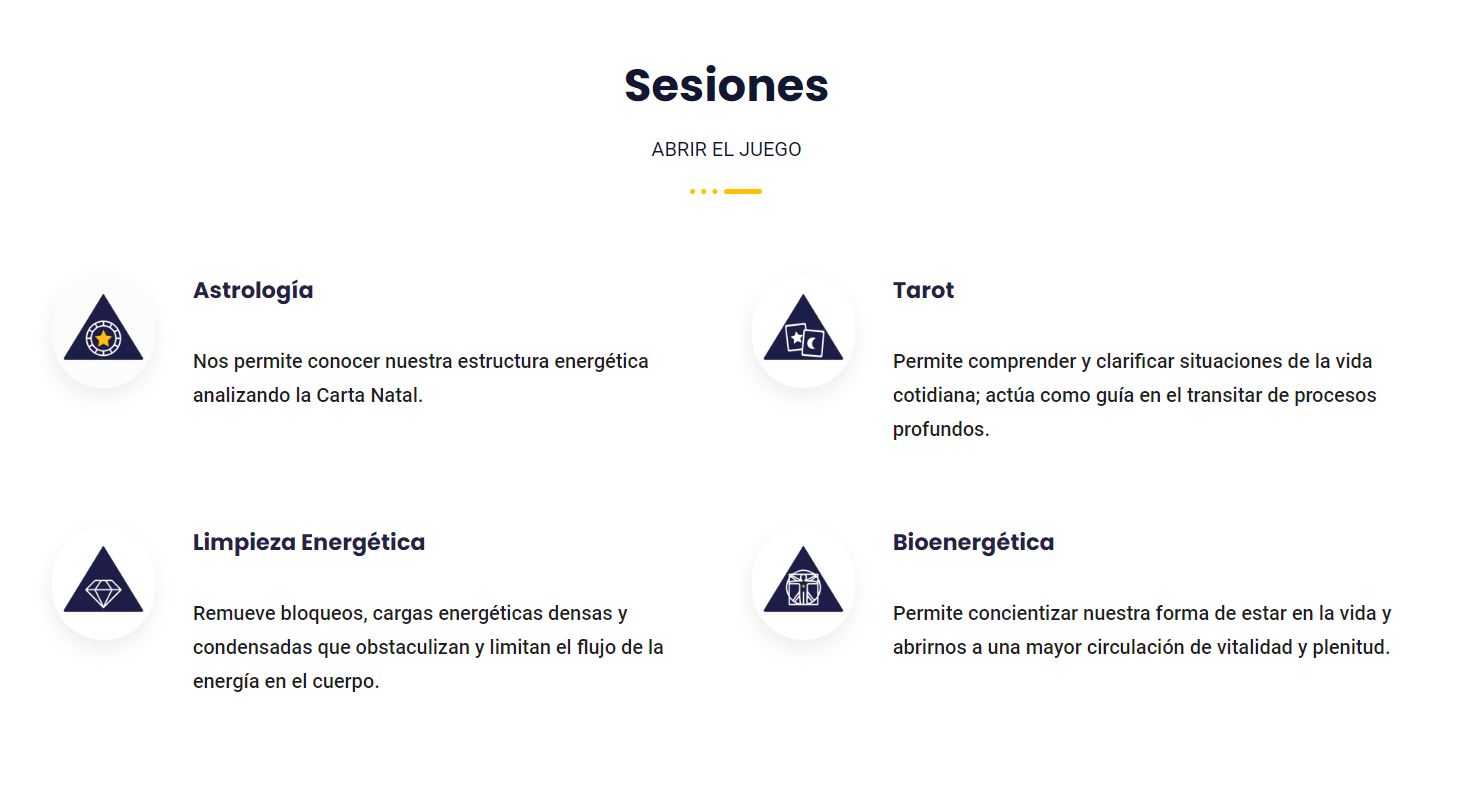 Sesiones
ABRIR EL JUEGO
Astrología
Nos permite conocer nuestra estructura energética
analizando la Carta Natal.
Tarot
Permite comprender y clarificar situaciones de la vida
cotidiana; actúa como guía en el transitar de procesos
profundos.
Limpieza Energética
Remueve bloqueos, cargas energéticas densas y
condensadas que obstaculizan y limitan el flujo de la
energía en el cuerpo.
Bioenergética
Permite concientizar nuestra forma de estar en la vida y
abrirnos a una mayor circulación de vitalidad y plenitud.